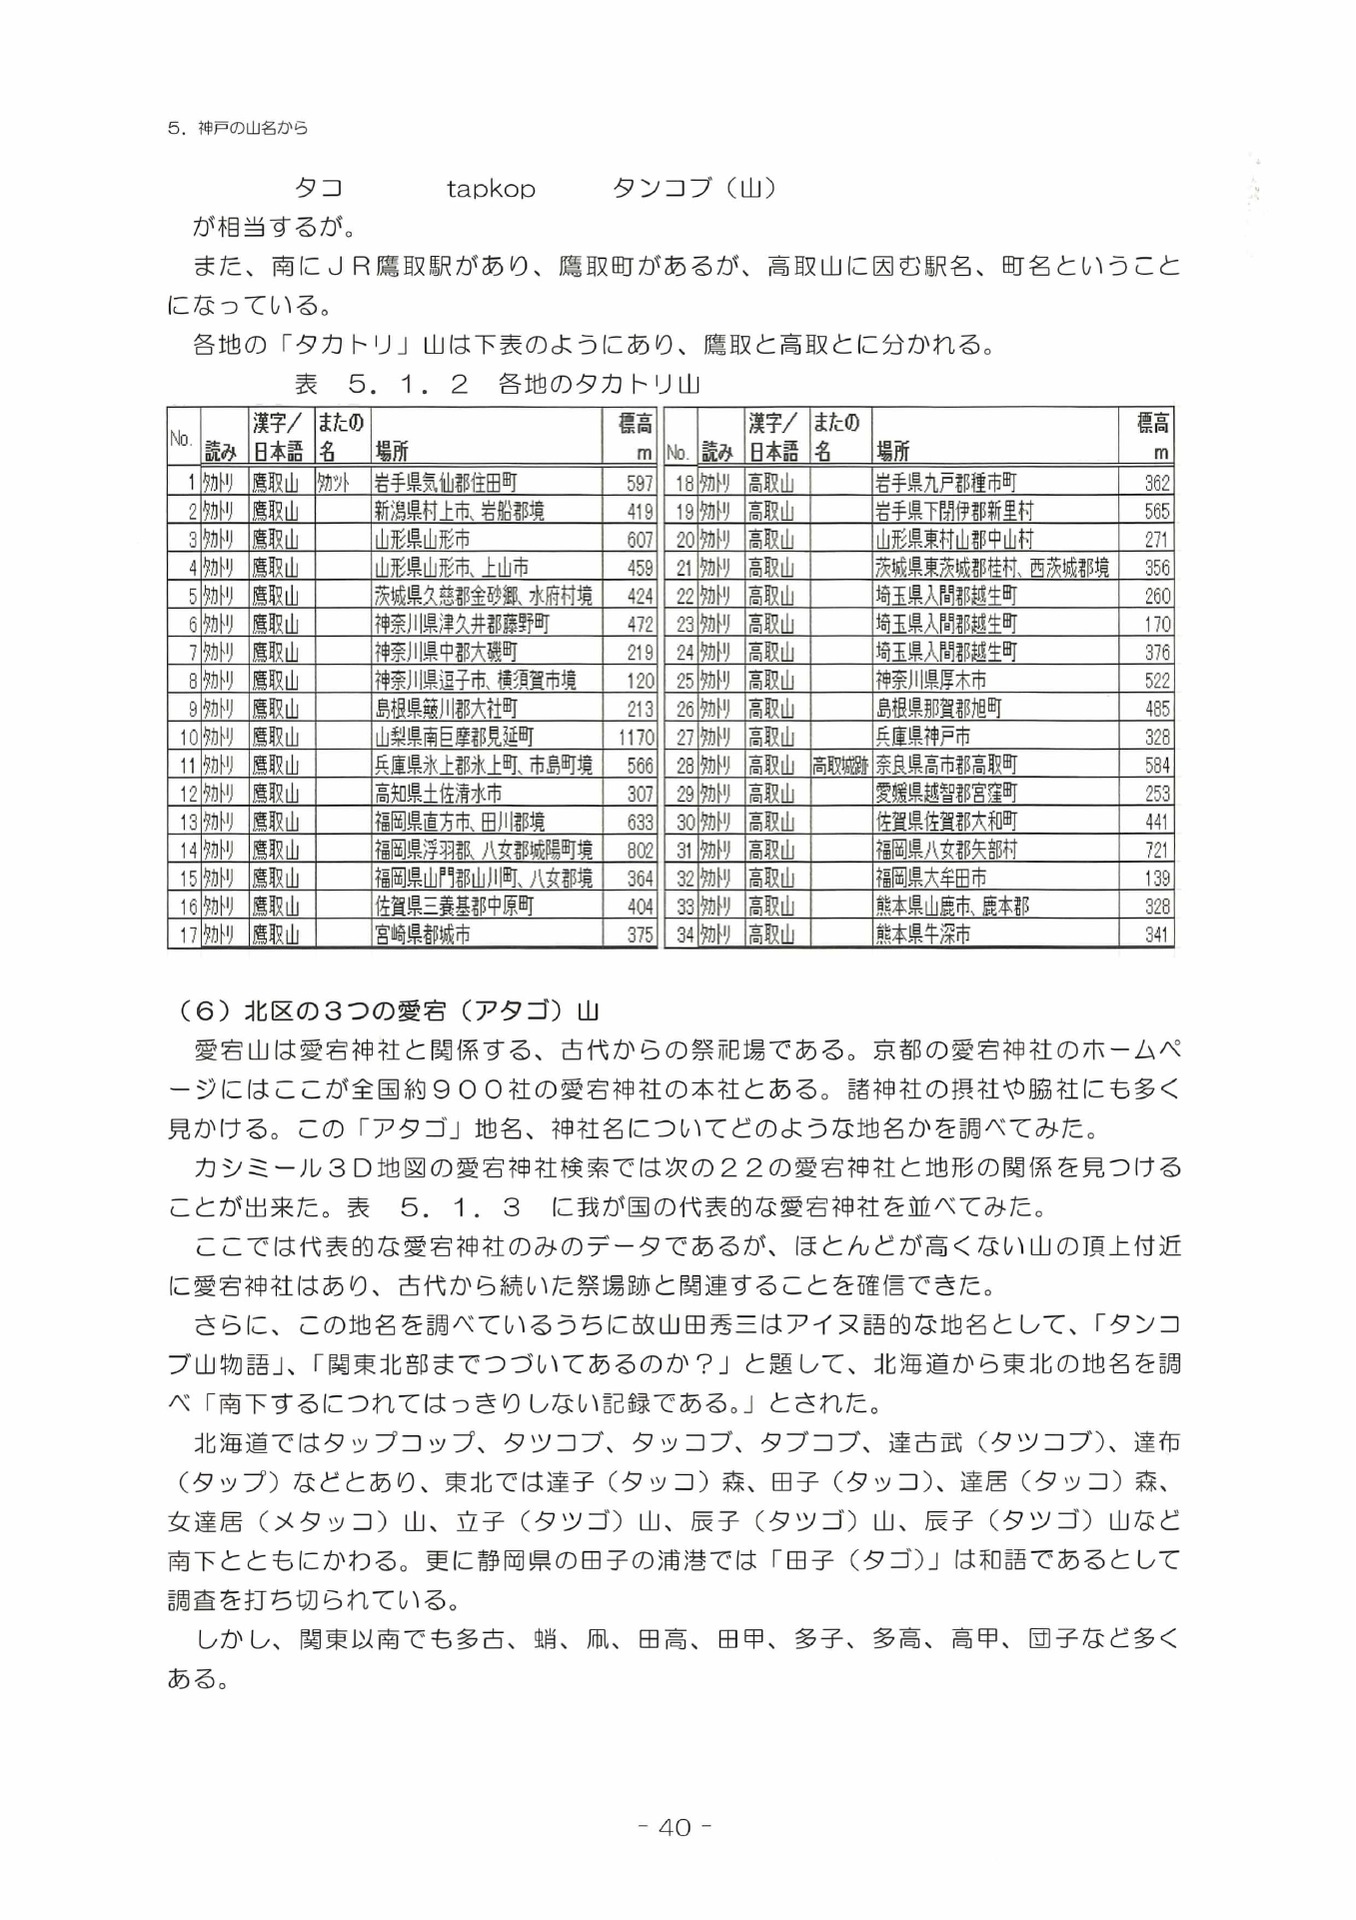 5. 神戸の山名から
タコ tapkop タンコブ（山）
が相当するが。
また、南にＪＲ鷹取駅があり、鷹取町があるが、高取山に因む駅名、町名ということ
になっている。
各地の「タカトリ」山は下表のようにあり、鷹取と高取とに分かれる。
表 ５．１．２ 各地のタカトリ山
No. 読み 漢字/日本語 またの名 場所 標高m No. 読み 漢字/日本語 またの名 場所 標高m
1 ﾀｶﾄﾘ 鷹取山 ﾀｶｯﾄ 岩手県気仙郡住田町 597 18 ﾀｶﾄﾘ 高取山 岩手県九戸郡種市町 362
2 ﾀｶﾄﾘ 鷹取山 新潟県村上市、岩船郡境 419 19 ﾀｶﾄﾘ 高取山 岩手県下閉伊郡新里村 565
3 ﾀｶﾄﾘ 鷹取山 山形県山形市 607 20 ﾀｶﾄﾘ 高取山 山形県東村山郡中山村 271
4 ﾀｶﾄﾘ 鷹取山 山形県山形市、上山市 459 21 ﾀｶﾄﾘ 高取山 茨城県東茨城郡桂村、西茨城郡境 356
5 ﾀｶﾄﾘ 鷹取山 茨城県久慈郡金砂郷、水府村境 424 22 ﾀｶﾄﾘ 高取山 埼玉県入間郡越生町 260
6 ﾀｶﾄﾘ 鷹取山 神奈川県津久井郡藤野町 472 23 ﾀｶﾄﾘ 高取山 埼玉県入間郡越生町 170
7 ﾀｶﾄﾘ 鷹取山 神奈川県中郡大磯町 219 24 ﾀｶﾄﾘ 高取山 埼玉県入間郡越生町 376
8 ﾀｶﾄﾘ 鷹取山 神奈川県逗子市、横須賀市境 120 25 ﾀｶﾄﾘ 高取山 神奈川県厚木市 522
9 ﾀｶﾄﾘ 鷹取山 島根県簸川郡大社町 213 26 ﾀｶﾄﾘ 高取山 島根県那賀郡旭町 485
10 ﾀｶﾄﾘ 鷹取山 山梨県南巨摩郡見延町 1170 27 ﾀｶﾄﾘ 高取山 兵庫県神戸市 328
11 ﾀｶﾄﾘ 鷹取山 兵庫県氷上郡氷上町、市島町境 566 28 ﾀｶﾄﾘ 高取山 高取城跡 奈良県高市郡高取町 584
12 ﾀｶﾄﾘ 鷹取山 高知県土佐清水市 307 29 ﾀｶﾄﾘ 高取山 愛媛県越智郡宮窪町 253
13 ﾀｶﾄﾘ 鷹取山 福岡県直方市、田川郡境 633 30 ﾀｶﾄﾘ 高取山 佐賀県佐賀郡大和町 441
14 ﾀｶﾄﾘ 鷹取山 福岡県浮羽郡、八女郡城陽町境 802 31 ﾀｶﾄﾘ 高取山 福岡県八女郡矢部村 721
15 ﾀｶﾄﾘ 鷹取山 福岡県山門郡山川町、八女郡境 364 32 ﾀｶﾄﾘ 高取山 福岡県大牟田市 139
16 ﾀｶﾄﾘ 鷹取山 佐賀県三養基郡中原町 404 33 ﾀｶﾄﾘ 高取山 熊本県山鹿市、鹿本郡 328
17 ﾀｶﾄﾘ 鷹取山 宮崎県都城市 375 34 ﾀｶﾄﾘ 高取山 熊本県牛深市 341
（６）北区の３つの愛宕（アタゴ）山
愛宕山は愛宕神社と関係する、古代からの祭祀場である。京都の愛宕神社のホームペ
ージにはここが全国約９００社の愛宕神社の本社とある。諸神社の摂社や脇社にも多く
見かける。この「アタゴ」地名、神社名についてどのような地名かを調べてみた。
カシミール３Ｄ地図の愛宕神社検索では次の２２の愛宕神社と地形の関係を見つける
ことが出来た。表 ５．１．３ に我が国の代表的な愛宕神社を並べてみた。
ここでは代表的な愛宕神社のみのデータであるが、ほとんどが高くない山の頂上付近
に愛宕神社はあり、古代から続いた祭場跡と関連することを確信できた。
さらに、この地名を調べているうちに故山田秀三はアイヌ語的な地名として、「タンコ
ブ山物語」、「関東北部までつづいてあるのか？」と題して、北海道から東北の地名を調
べ「南下するにつれてはっきりしない記録である。」とされた。
北海道ではタップコップ、タツコブ、タッコブ、タブコブ、達古武（タツコブ）、達布
（タップ）などとあり、東北では達子（タッコ）森、田子（タッコ）、達居（タッコ）森、
女達居（メタッコ）山、立子（タツゴ）山、辰子（タツゴ）山、辰子（タツゴ）山など
南下とともにかわる。更に静岡県の田子の浦港では「田子（タゴ）」は和語であるとして
調査を打ち切られている。
しかし、関東以南でも多古、蛸、凧、田高、田甲、多子、多高、高甲、団子など多く
ある。
- 40 -